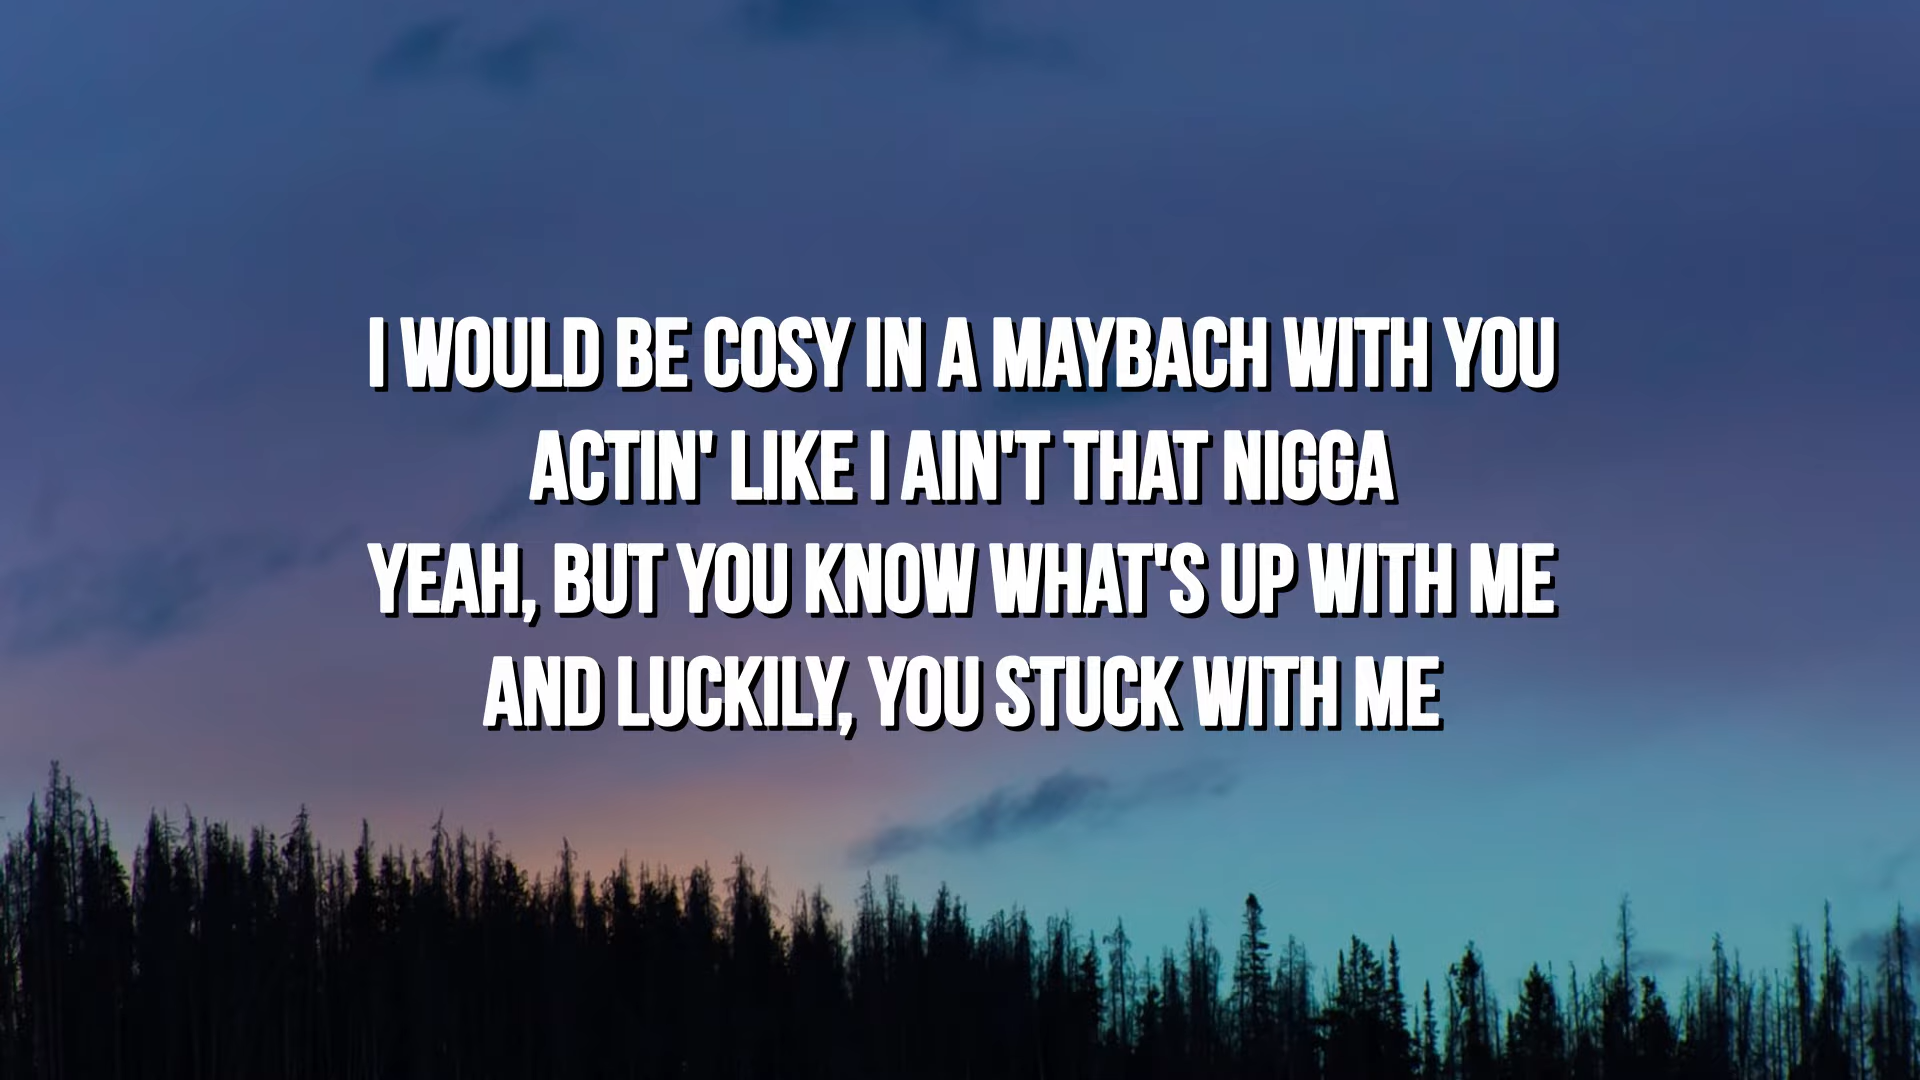 I WOULD BE COSY IN A MAYBACH WITH YOU
ACTIN' LIKE I AIN'T THAT NIGGA
YEAH, BUT YOU KNOW WHAT'S UP WITH ME
AND LUCKILY, YOU STUCK WITH ME